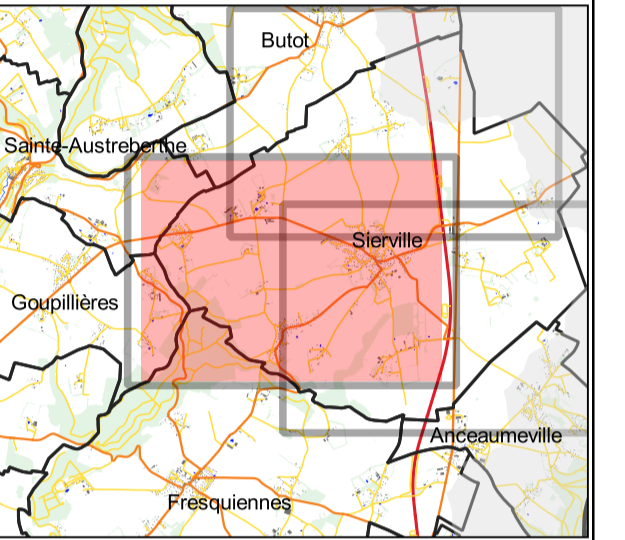 Butot
Sainte-Austreberthe
Sierville
Goupillières
Anceaumeville
Fresquiennes